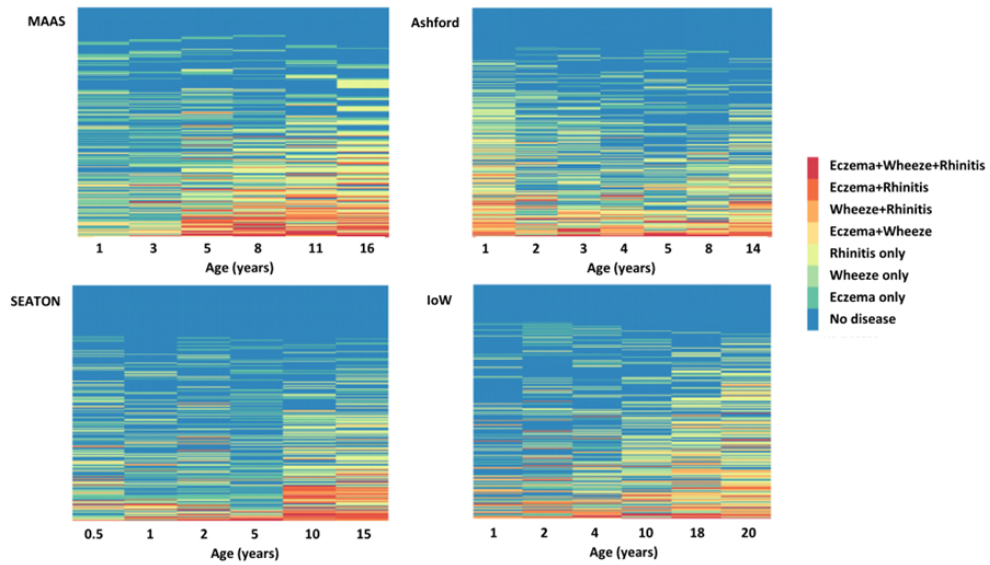 MAAS
1 3 5 8 11 16
Age (years)
Ashford
1 2 3 4 5 8 14
Age (years)
Eczema+Wheeze+Rhinitis
Eczema+Rhinitis
Wheeze+Rhinitis
Eczema+Wheeze
Rhinitis only
Wheeze only
Eczema only
No disease
SEATON
0.5 1 2 5 10 15
Age (years)
IoW
1 2 4 10 18 20
Age (years)